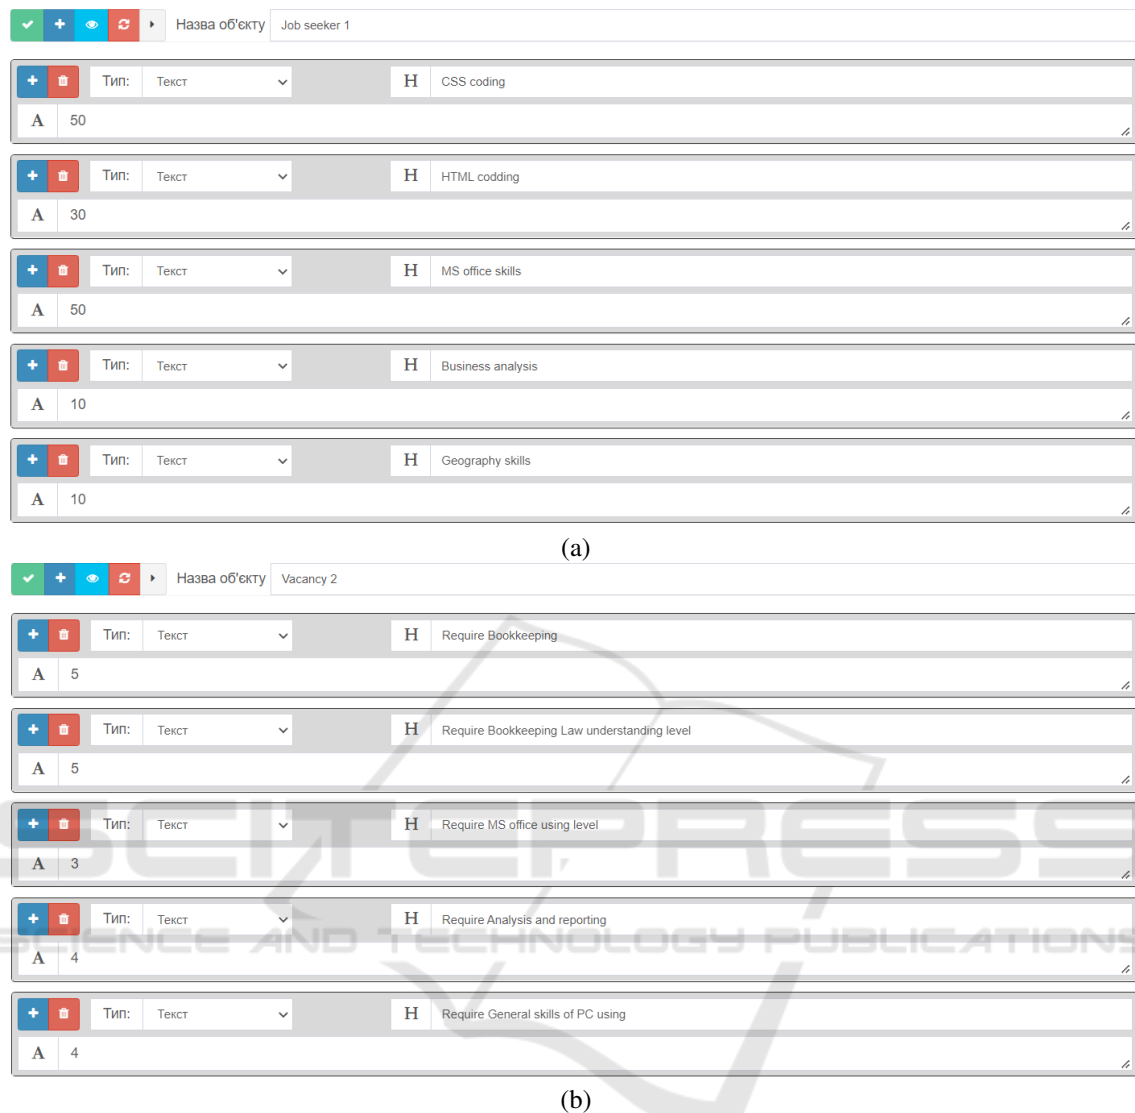 Назва об'єкту Job seeker 1
Тип: Текст H CSS coding
A 50
Тип: Текст H HTML codding
A 30
Тип: Текст H MS office skills
A 50
Тип: Текст H Business analysis
A 10
Тип: Текст H Geography skills
A 10
(a)
Назва об'єкту Vacancy 2
Тип: Текст H Require Bookkeeping
A 5
Тип: Текст H Require Bookkeeping Law understanding level
A 5
Тип: Текст H Require MS office using level
A 3
Тип: Текст H Require Analysis and reporting
A 4
Тип: Текст H Require General skills of PC using
A 4
(b)
SCITEPRESS
SCIENCE AND TECHNOLOGY PUBLICATIONS